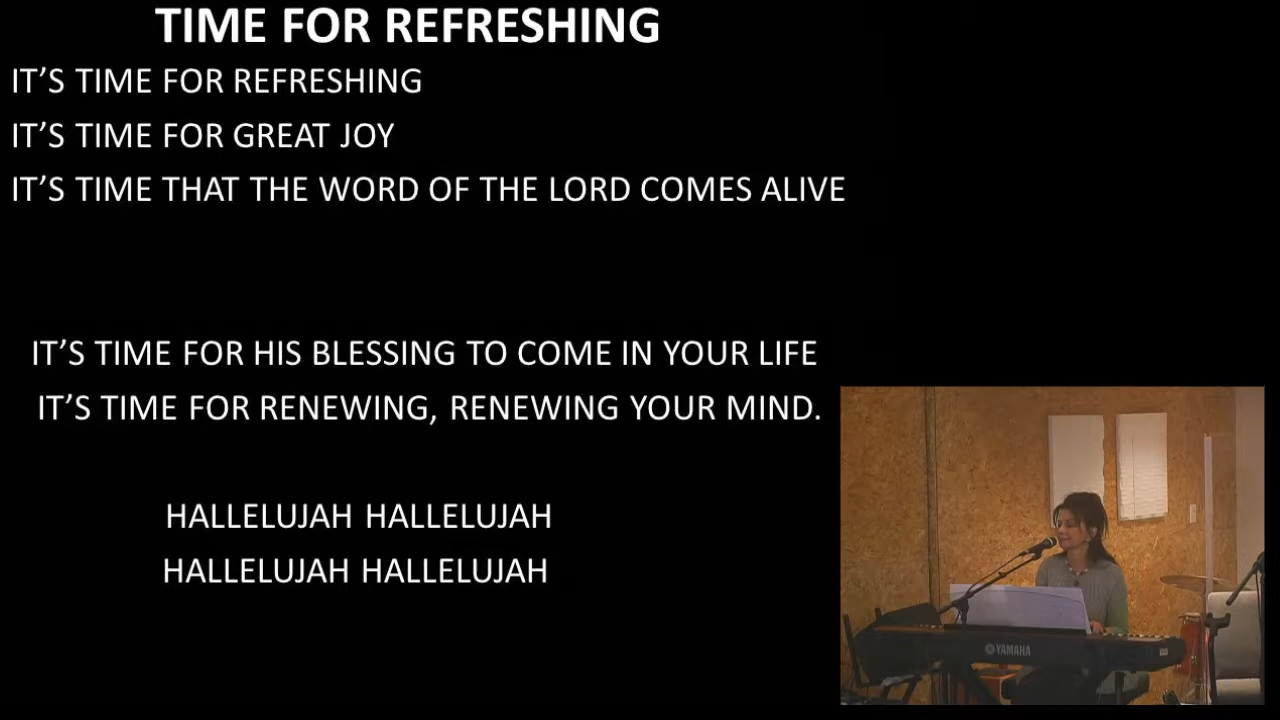 TIME FOR REFRESHING
IT’S TIME FOR REFRESHING
IT’S TIME FOR GREAT JOY
IT’S TIME THAT THE WORD OF THE LORD COMES ALIVE
IT’S TIME FOR HIS BLESSING TO COME IN YOUR LIFE
IT’S TIME FOR RENEWING, RENEWING YOUR MIND.
HALLELUJAH HALLELUJAH
HALLELUJAH HALLELUJAH
YAMAHA